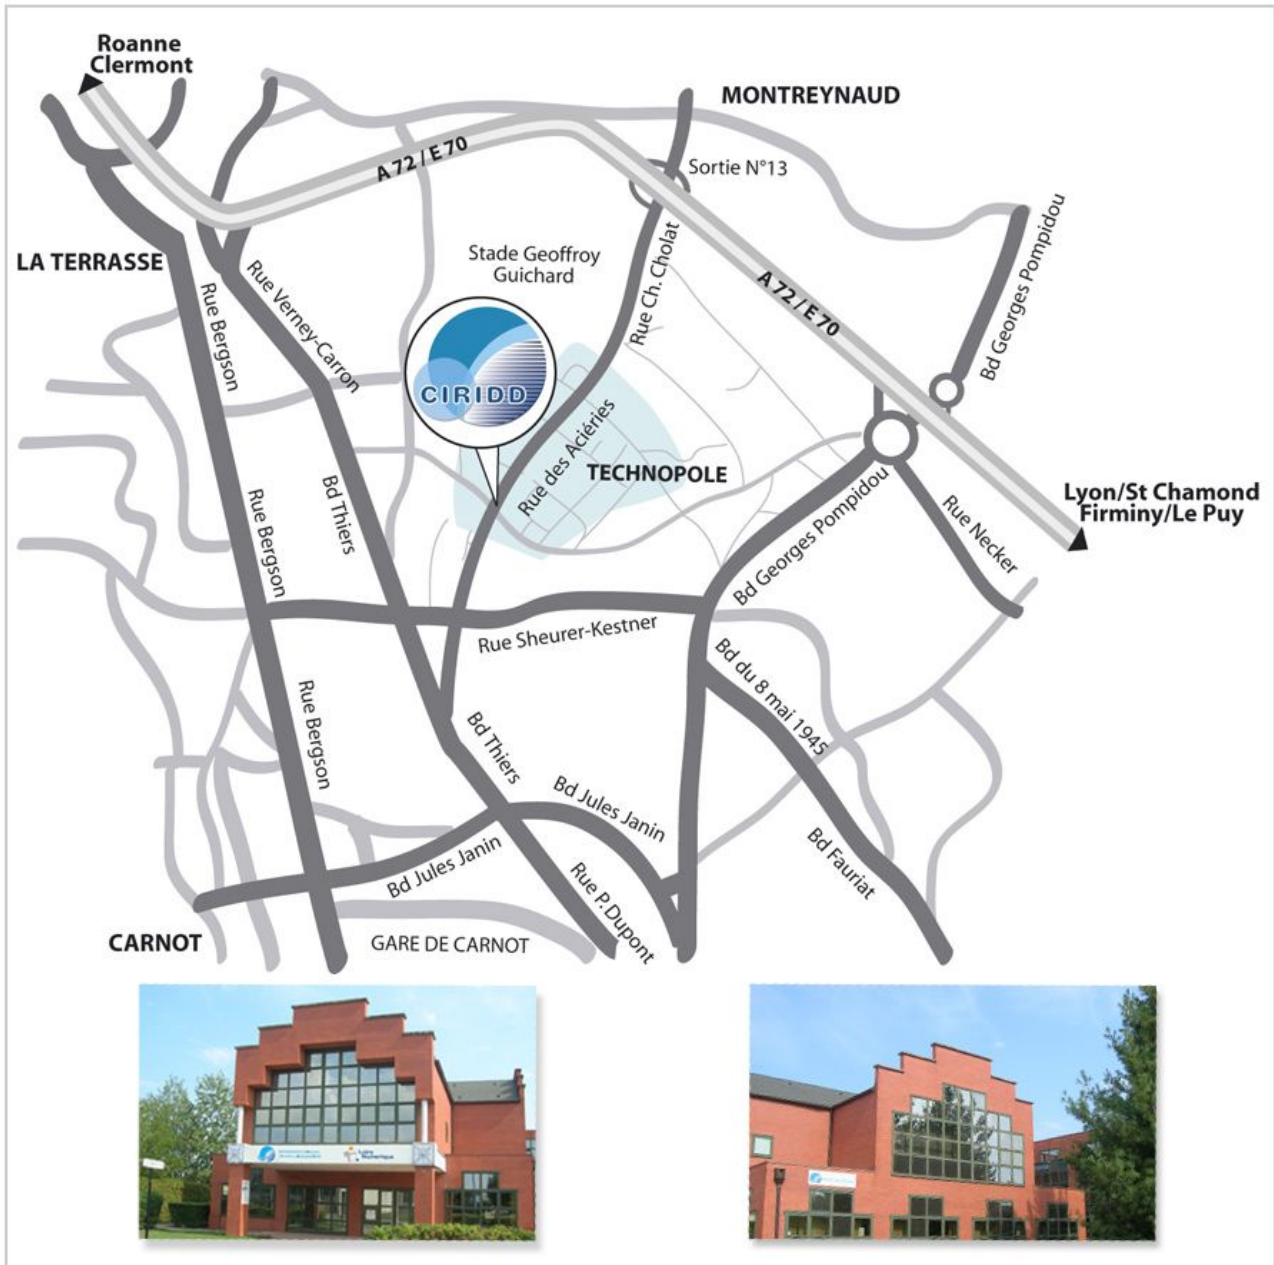 Roanne
Clermont
MONTREYNAUD
A 72 / E 70
Sortie N°13
Bd Georges Pompidou
LA TERRASSE
Stade Geoffroy
Guichard
Rue Ch. Cholat
Rue Verney-Carron
Rue Bergson
A 72 / E 70
CIRIDD
Rue des Aciéries
TECHNOPOLE
Bd Thiers
Rue Bergson
Bd Georges Pompidou
Rue Necker
Lyon/St Chamond
Firminy/Le Puy
Rue Sheurer-Kestner
Rue Bergson
Bd du 8 mai 1945
Bd Thiers
Bd Jules Janin
Bd Jules Janin
Rue P. Dupont
Bd Fauriat
CARNOT
GARE DE CARNOT
Loire
Numérique